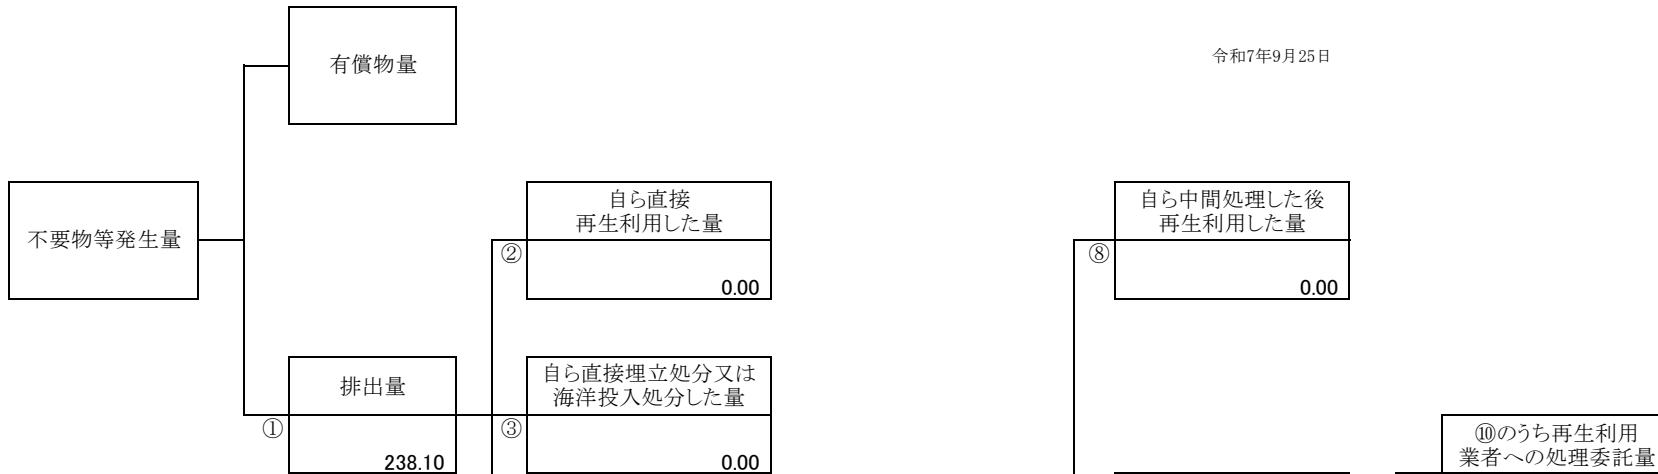 有償物量
令和7年9月25日
不要物等発生量
自ら直接
再生利用した量
②
0.00
自ら中間処理した後
再生利用した量
⑧
0.00
排出量
①
238.10
自ら直接埋立処分又は
海洋投入処分した量
③
0.00
⑩のうち再生利用
業者への処理委託量